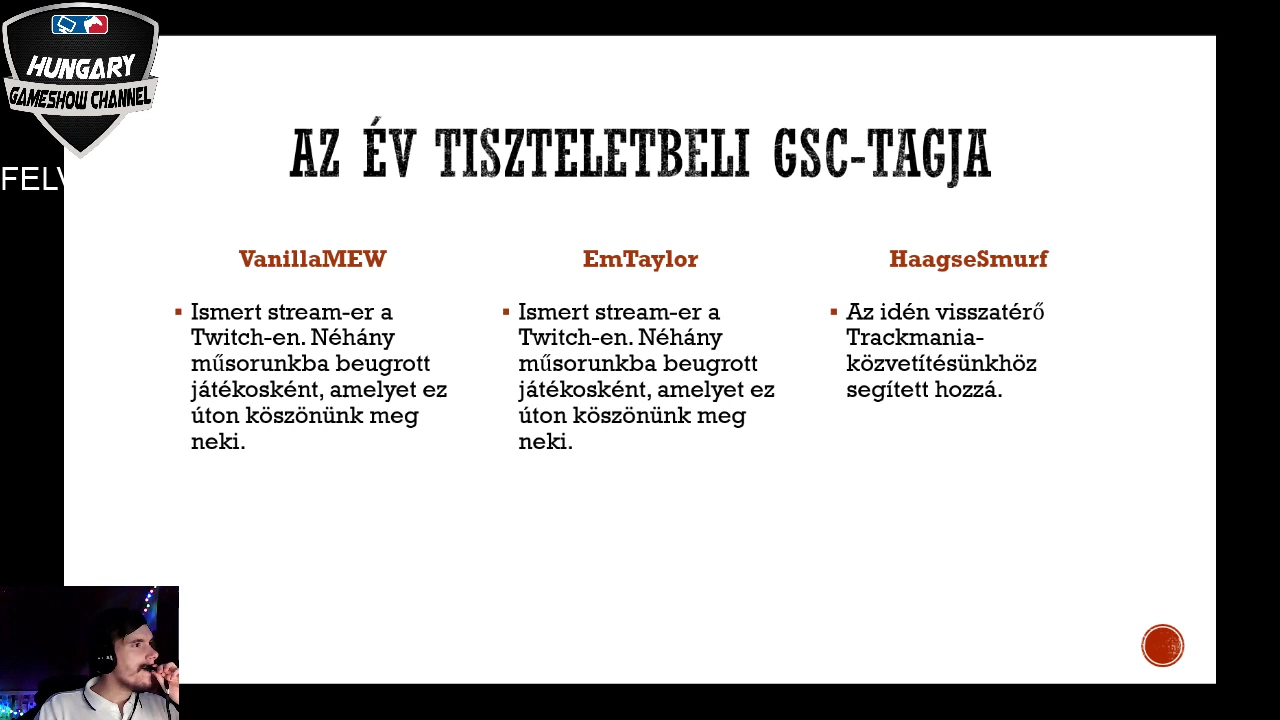 HUNGARY
GAMESHOW CHANNEL
FELV
AZ ÉV TISZTELETBELI GSC-TAGJA
VanillaMEW
Ismert stream-er a
Twitch-en. Néhány
műsorunkba beugrott
játékosként, amelyet ez
úton köszönünk meg
neki.
EmTaylor
Ismert stream-er a
Twitch-en. Néhány
műsorunkba beugrott
játékosként, amelyet ez
úton köszönünk meg
neki.
HaagseSmurf
Az idén visszatérő
Trackmania-
közvetítésünkhöz
segített hozzá.